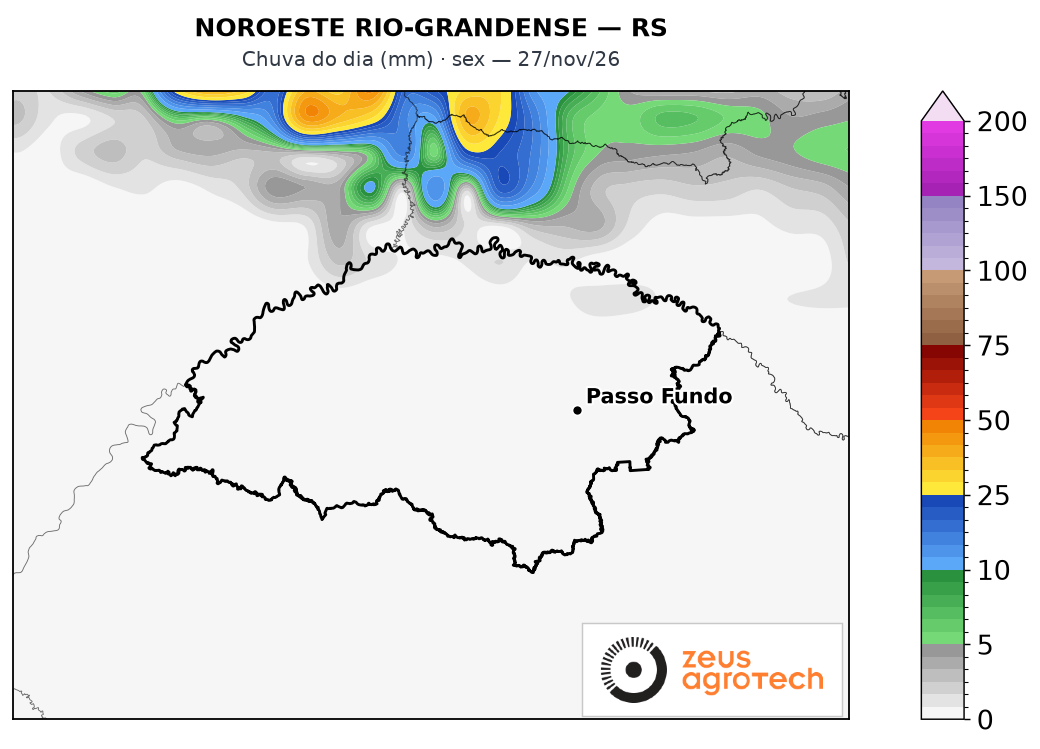 NOROESTE RIO-GRANDENSE — RS
Chuva do dia (mm) · sex — 27/nov/26
200
150
100
75
50
25
10
5
0
Passo Fundo
zeus
agrotech